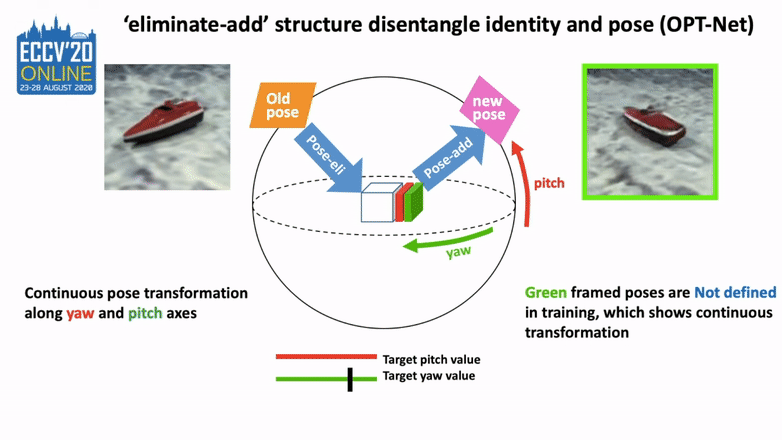 'eliminate-add' structure disentangle identity and pose (OPT-Net)
ECCV'20
ONLINE
23-28 AUGUST 2020
Old
pose
new
pose
Pose-eli
Pose-add
pitch
yaw
Continuous pose transformation
along yaw and pitch axes
Green framed poses are Not defined
in training, which shows continuous
transformation
Target pitch value
Target yaw value